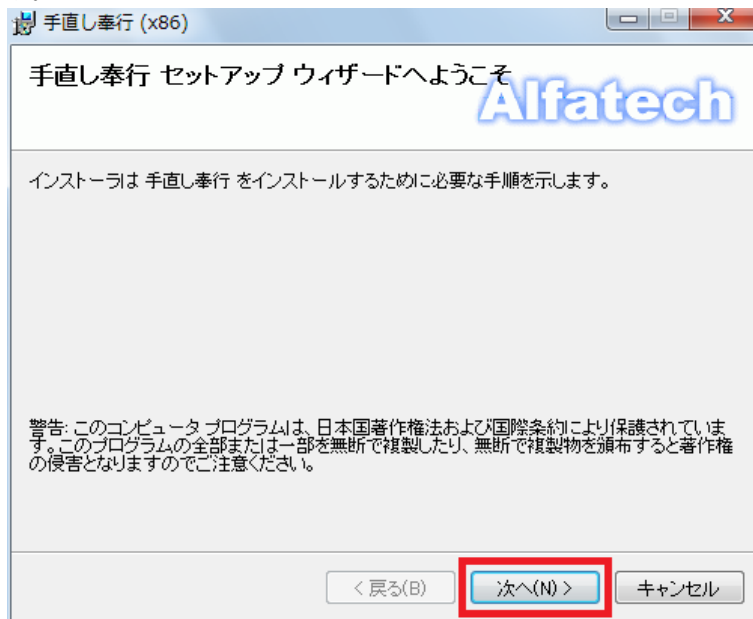 手直し奉行 (x86)
手直し奉行 セットアップ ウィザードへようこそ
Alfatech
インストーラは 手直し奉行 をインストールするために必要な手順を示します。
警告: このコンピュータ プログラムは、日本国著作権法および国際条約により保護されていま
す。このプログラムの全部または一部を無断で複製したり、無断で複製物を頒布すると著作権
の侵害となりますのでご注意ください。
< 戻る(B)
次へ(N) >
キャンセル